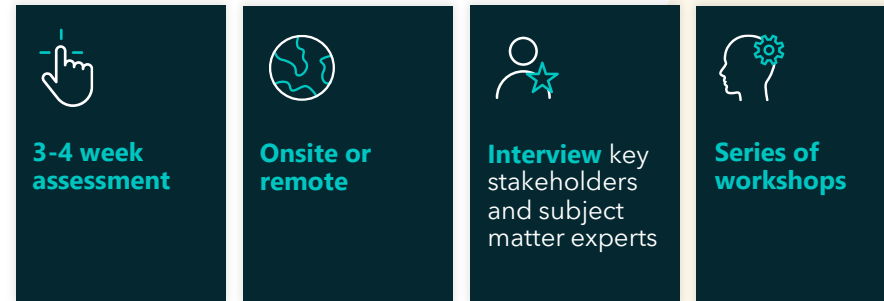 3-4 week
assessment
Onsite or
remote
Interview key
stakeholders
and subject
matter experts
Series of
workshops